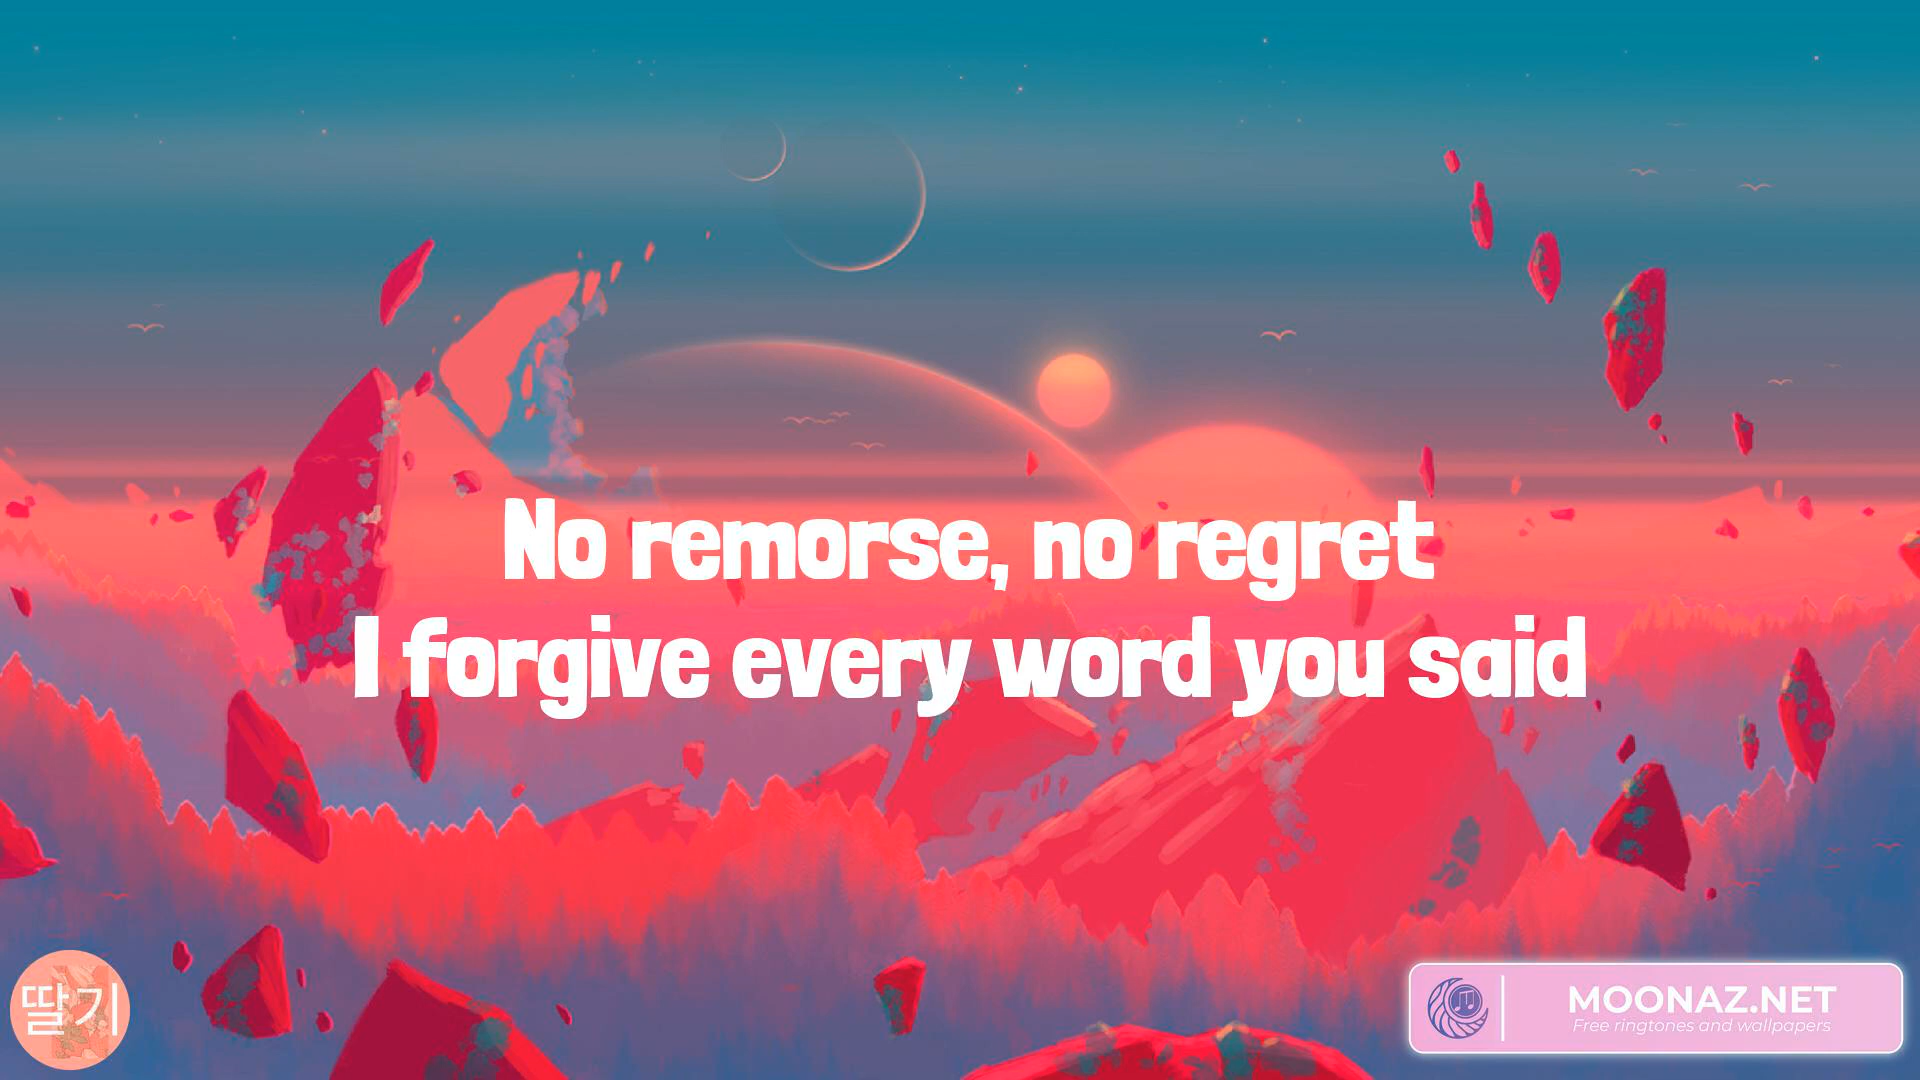 No remorse, no regret
I forgive every word you said
딸기
MOONAZ.NET
Free ringtones and wallpapers